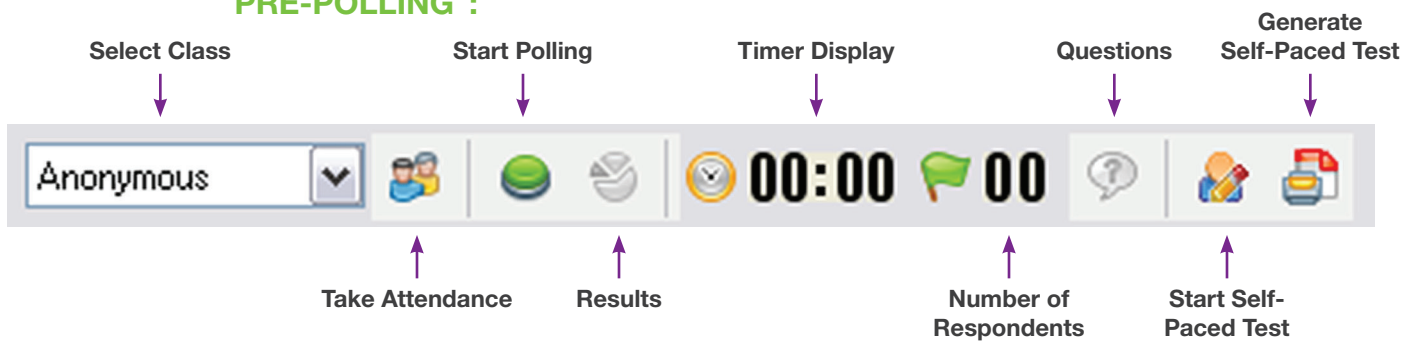 PRE-POLLING*:
Generate
Select Class Start Polling Timer Display Questions Self-Paced Test
Anonymous 00:00 00
Take Attendance Results Number of Start Self-
Respondents Paced Test